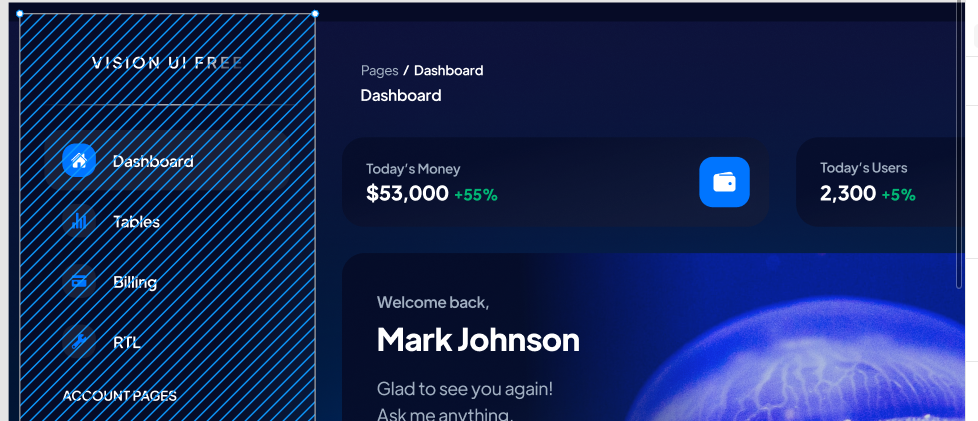 VISION UI FREE
Dashboard
Tables
Billing
RTL
ACCOUNT PAGES
Pages / Dashboard
Dashboard
Today's Money
$53,000 +55%
Today's Users
2,300 +5%
Welcome back,
Mark Johnson
Glad to see you again!
Ask me anything.